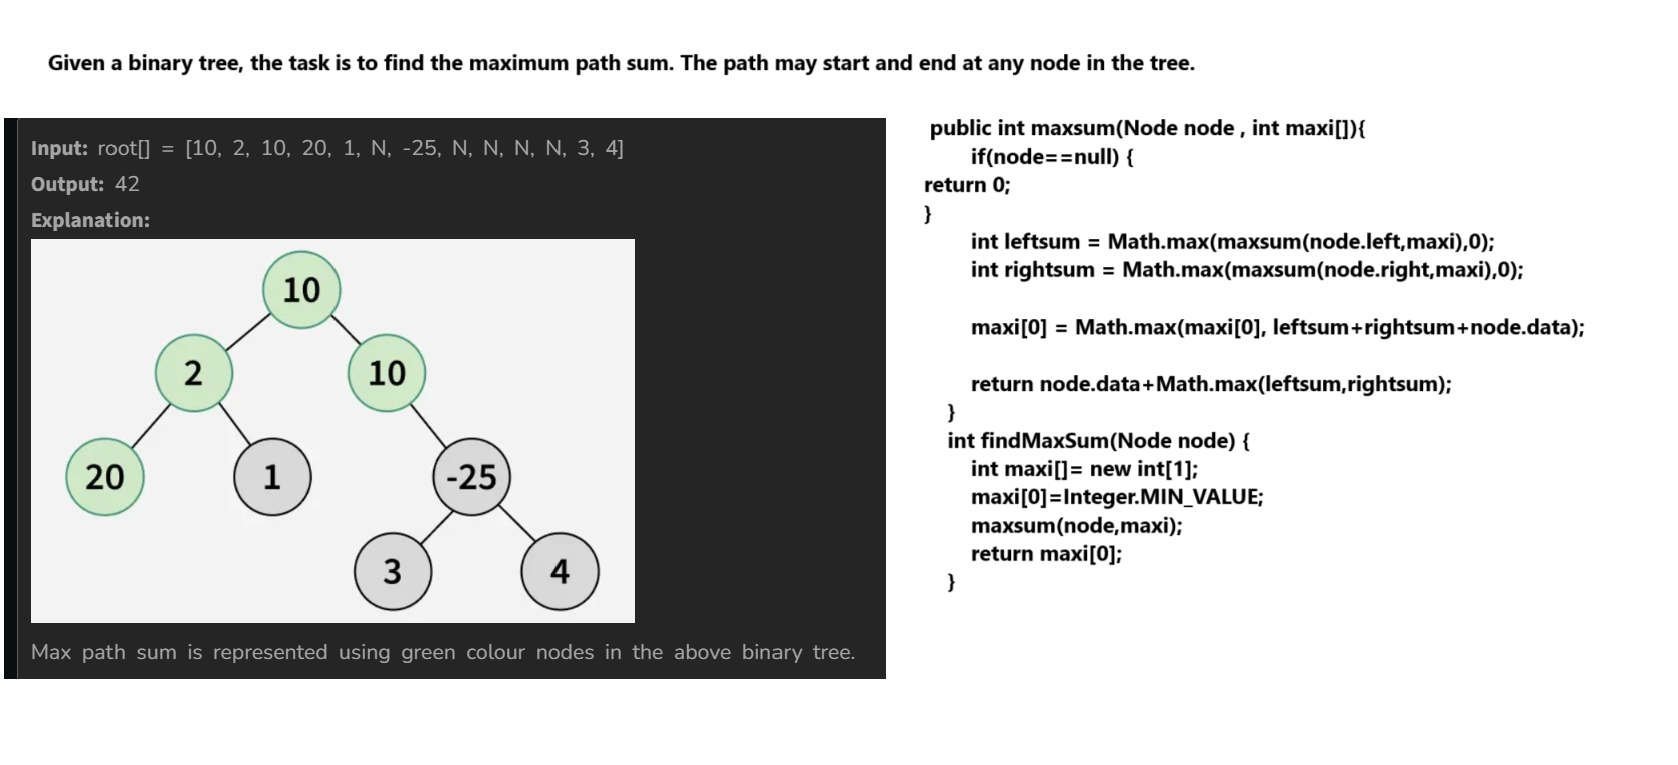 Given a binary tree, the task is to find the maximum path sum. The path may start and end at any node in the tree.
Input: root[] = [10, 2, 10, 20, 1, N, -25, N, N, N, N, 3, 4]
Output: 42
Explanation:
10
2 10
20 1 -25
3 4
Max path sum is represented using green colour nodes in the above binary tree.
public int maxsum(Node node , int maxi[]){
if(node==null) {
return 0;
}
int leftsum = Math.max(maxsum(node.left,maxi),0);
int rightsum = Math.max(maxsum(node.right,maxi),0);
maxi[0] = Math.max(maxi[0], leftsum+rightsum+node.data);
return node.data+Math.max(leftsum,rightsum);
}
int findMaxSum(Node node) {
int maxi[]= new int[1];
maxi[0]=Integer.MIN_VALUE;
maxsum(node,maxi);
return maxi[0];
}